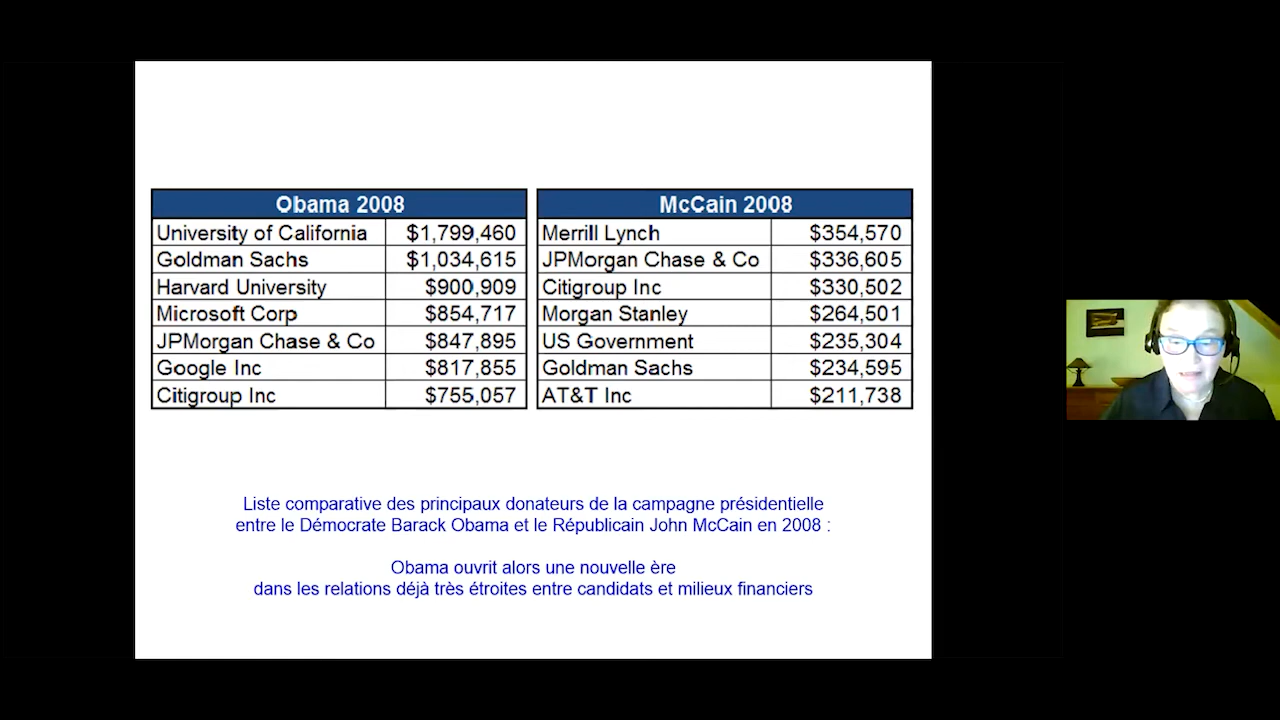 Obama 2008
University of California $1,799,460
Goldman Sachs $1,034,615
Harvard University $900,909
Microsoft Corp $854,717
JPMorgan Chase & Co $847,895
Google Inc $817,855
Citigroup Inc $755,057
McCain 2008
Merrill Lynch $354,570
JPMorgan Chase & Co $336,605
Citigroup Inc $330,502
Morgan Stanley $264,501
US Government $235,304
Goldman Sachs $234,595
AT&T Inc $211,738
Liste comparative des principaux donateurs de la campagne présidentielle
entre le Démocrate Barack Obama et le Républicain John McCain en 2008 :
Obama ouvrit alors une nouvelle ère
dans les relations déjà très étroites entre candidats et milieux financiers